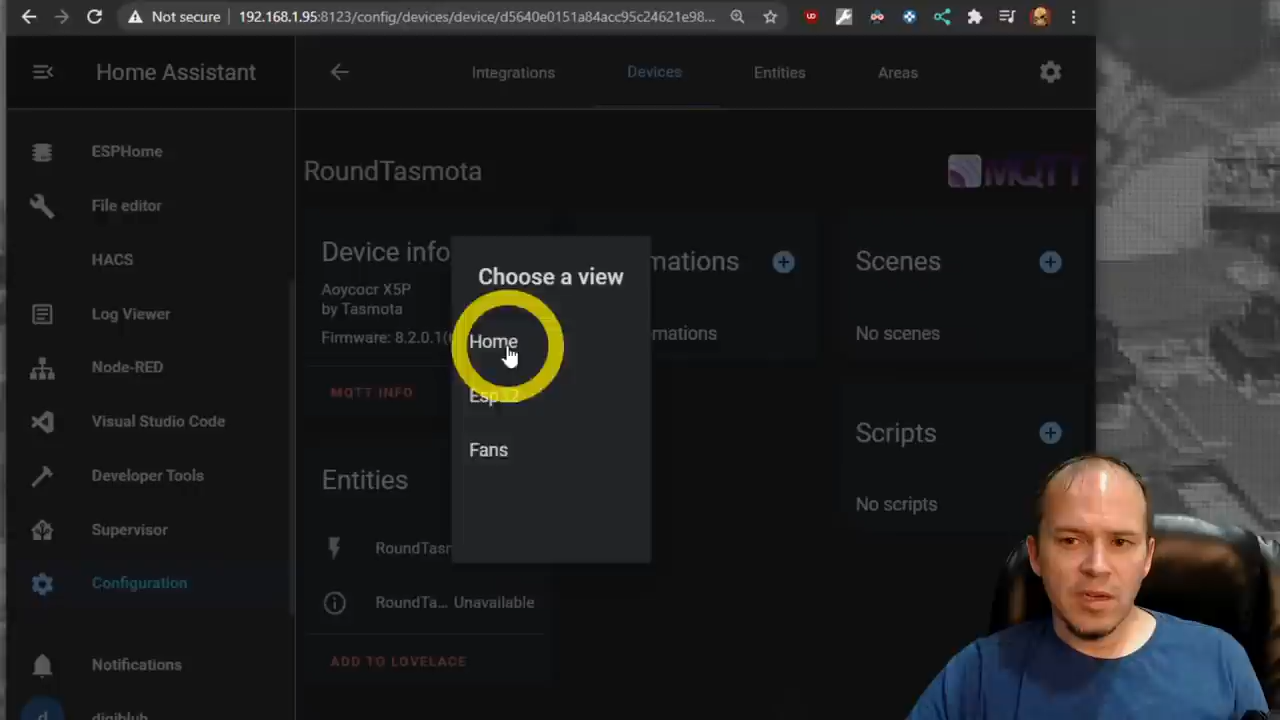 Not secure
192.168.1.95:8123/config/devices/device/d5640e0151a84acc95c24621e98...
Home Assistant
Integrations
Devices
Entities
Areas
ESPHome
File editor
HACS
Log Viewer
Node-RED
Visual Studio Code
Developer Tools
Supervisor
Configuration
Notifications
digiblub
RoundTasmota
MQTT
Device info
Aoycocr X5P
by Tasmota
Firmware: 8.2.0.1(
MQTT INFO
Entities
RoundTasm
RoundTa... Unavailable
ADD TO LOVELACE
Choose a view
Home
Fans
mations
mations
Scenes
No scenes
Scripts
No scripts